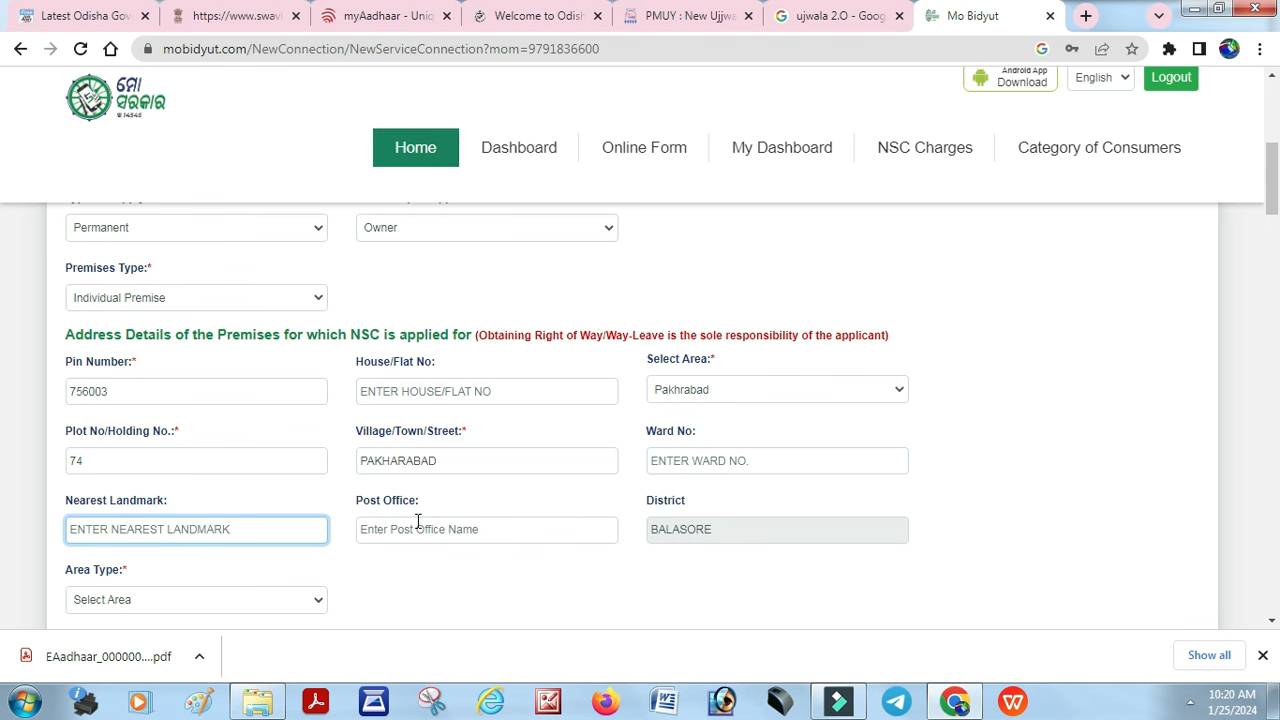 Latest Odisha Gov
https://www.swav
myAadhaar - Uniq
PMUY : New Ujjw
ujwala 2.O - Goog
Mo Bidyut
mobidyut.com/NewConnection/NewServiceConnection?mom=9791836600
ମୋ
ସରକାର
Android App
Download
English
Logout
Home
Dashboard
Online Form
My Dashboard
NSC Charges
Category of Consumers
Permanent
Owner
Premises Type:*
Individual Premise
Address Details of the Premises for which NSC is applied for (Obtaining Right of Way/Way-Leave is the sole responsibility of the applicant)
Pin Number:*
House/Flat No:
Select Area:*
756003
ENTER HOUSE/FLAT NO
Pakhrabad
Plot No/Holding No.:*
Village/Town/Street:*
Ward No:
74
PAKHARABAD
ENTER WARD NO.
Nearest Landmark:
Post Office:
District
ENTER NEAREST LANDMARK
Enter Post Office Name
BALASORE
Area Type:*
Select Area
EAadhaar_000000....pdf
Show all
10:20 AM
1/25/2024